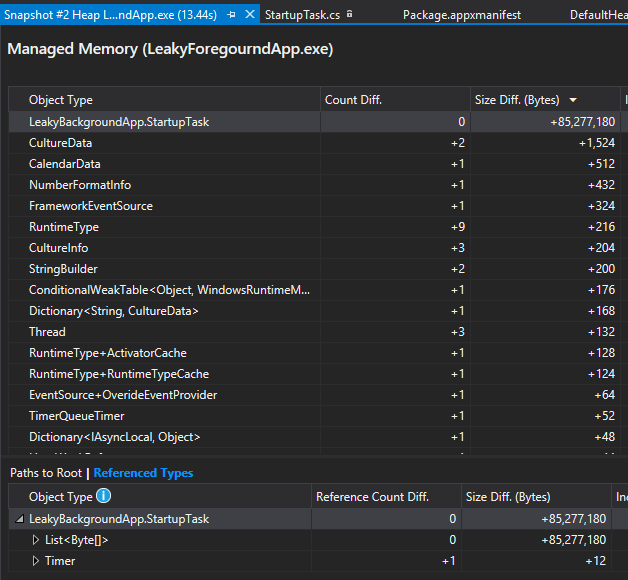 Snapshot #2 Heap L...ndApp.exe (13.44s) StartupTask.cs Package.appxmanifest DefaultHea
Managed Memory (LeakyForegourndApp.exe)
Object Type Count Diff. Size Diff. (Bytes)
LeakyBackgroundApp.StartupTask 0 +85,277,180
CultureData +2 +1,524
CalendarData +1 +512
NumberFormatInfo +1 +432
FrameworkEventSource +1 +324
RuntimeType +9 +216
CultureInfo +3 +204
StringBuilder +2 +200
ConditionalWeakTable<Object, WindowsRuntimeM... +1 +176
Dictionary<String, CultureData> +1 +168
Thread +3 +132
RuntimeType+ActivatorCache +1 +128
RuntimeType+RuntimeTypeCache +1 +124
EventSource+OverideEventProvider +1 +64
TimerQueueTimer +1 +52
Dictionary<IAsyncLocal, Object> +1 +48
Paths to Root | Referenced Types
Object Type Reference Count Diff. Size Diff. (Bytes) In
LeakyBackgroundApp.StartupTask 0 +85,277,180
List<Byte[]> 0 +85,277,180
Timer +1 +12